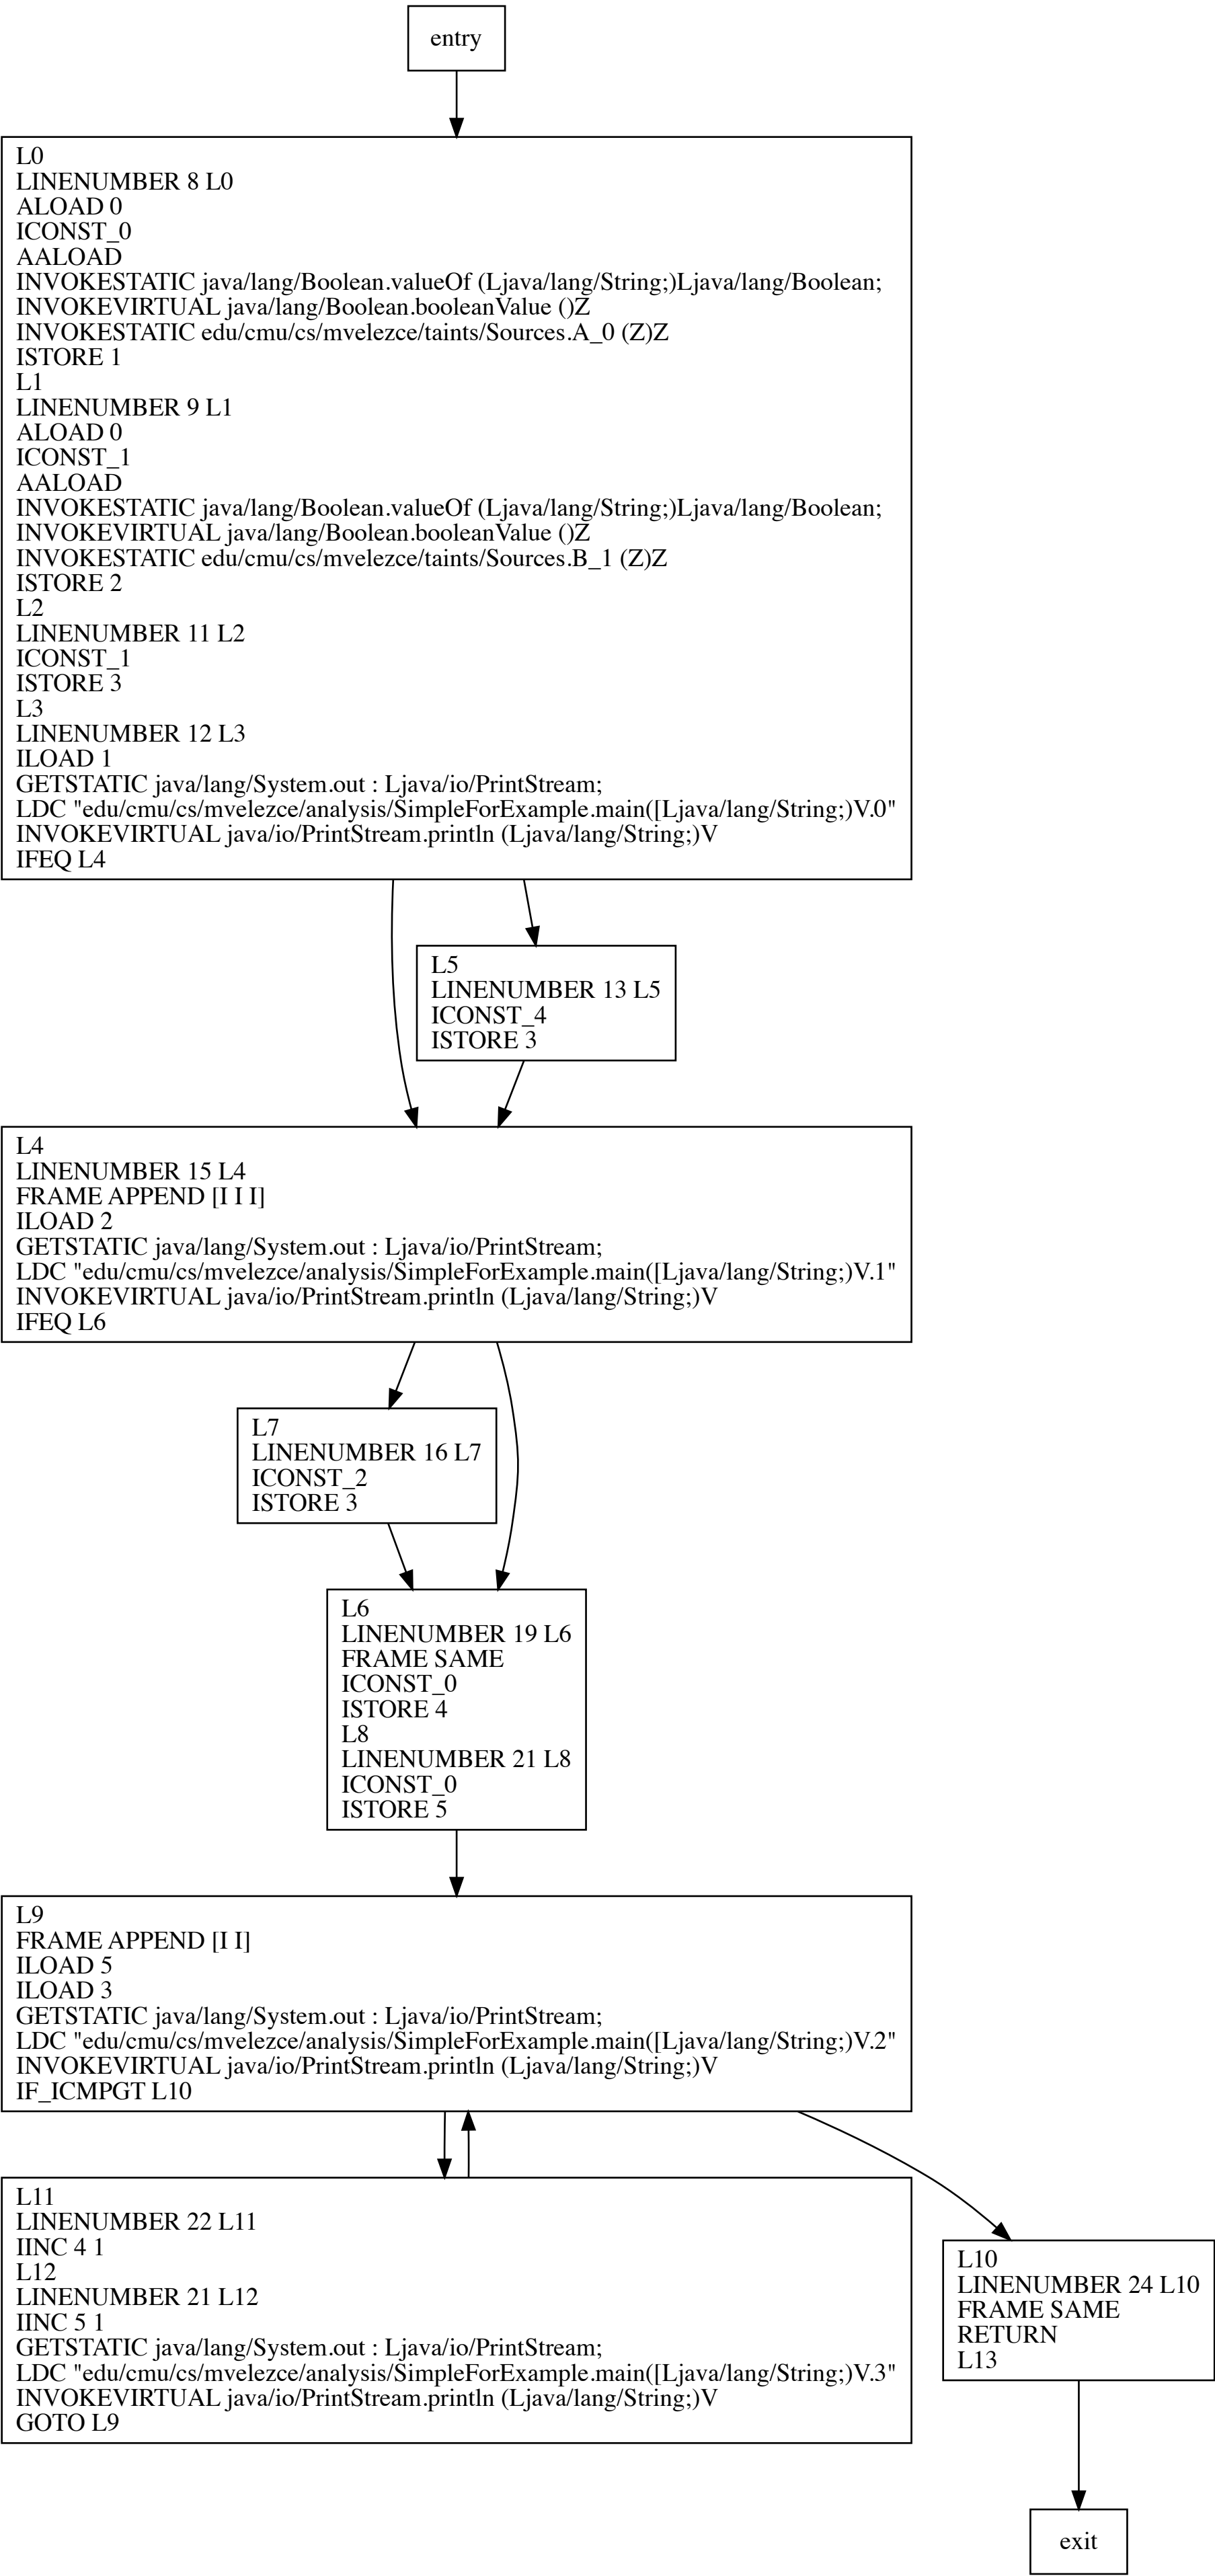 entry
L0
LINENUMBER 8 L0
ALOAD 0
ICONST_0
AALOAD
INVOKESTATIC java/lang/Boolean.valueOf (Ljava/lang/String;)Ljava/lang/Boolean;
INVOKEVIRTUAL java/lang/Boolean.booleanValue ()Z
INVOKESTATIC edu/cmu/cs/mvelezce/taints/Sources.A_0 (Z)Z
ISTORE 1
L1
LINENUMBER 9 L1
ALOAD 0
ICONST_1
AALOAD
INVOKESTATIC java/lang/Boolean.valueOf (Ljava/lang/String;)Ljava/lang/Boolean;
INVOKEVIRTUAL java/lang/Boolean.booleanValue ()Z
INVOKESTATIC edu/cmu/cs/mvelezce/taints/Sources.B_1 (Z)Z
ISTORE 2
L2
LINENUMBER 11 L2
ICONST_1
ISTORE 3
L3
LINENUMBER 12 L3
ILOAD 1
GETSTATIC java/lang/System.out : Ljava/io/PrintStream;
LDC "edu/cmu/cs/mvelezce/analysis/SimpleForExample.main([Ljava/lang/String;)V.0"
INVOKEVIRTUAL java/io/PrintStream.println (Ljava/lang/String;)V
IFEQ L4
L5
LINENUMBER 13 L5
ICONST_4
ISTORE 3
L4
LINENUMBER 15 L4
FRAME APPEND [I I I]
ILOAD 2
GETSTATIC java/lang/System.out : Ljava/io/PrintStream;
LDC "edu/cmu/cs/mvelezce/analysis/SimpleForExample.main([Ljava/lang/String;)V.1"
INVOKEVIRTUAL java/io/PrintStream.println (Ljava/lang/String;)V
IFEQ L6
L7
LINENUMBER 16 L7
ICONST_2
ISTORE 3
L6
LINENUMBER 19 L6
FRAME SAME
ICONST_0
ISTORE 4
L8
LINENUMBER 21 L8
ICONST_0
ISTORE 5
L9
FRAME APPEND [I I]
ILOAD 5
ILOAD 3
GETSTATIC java/lang/System.out : Ljava/io/PrintStream;
LDC "edu/cmu/cs/mvelezce/analysis/SimpleForExample.main([Ljava/lang/String;)V.2"
INVOKEVIRTUAL java/io/PrintStream.println (Ljava/lang/String;)V
IF_ICMPGT L10
L11
LINENUMBER 22 L11
IINC 4 1
L12
LINENUMBER 21 L12
IINC 5 1
GETSTATIC java/lang/System.out : Ljava/io/PrintStream;
LDC "edu/cmu/cs/mvelezce/analysis/SimpleForExample.main([Ljava/lang/String;)V.3"
INVOKEVIRTUAL java/io/PrintStream.println (Ljava/lang/String;)V
GOTO L9
L10
LINENUMBER 24 L10
FRAME SAME
RETURN
L13
exit